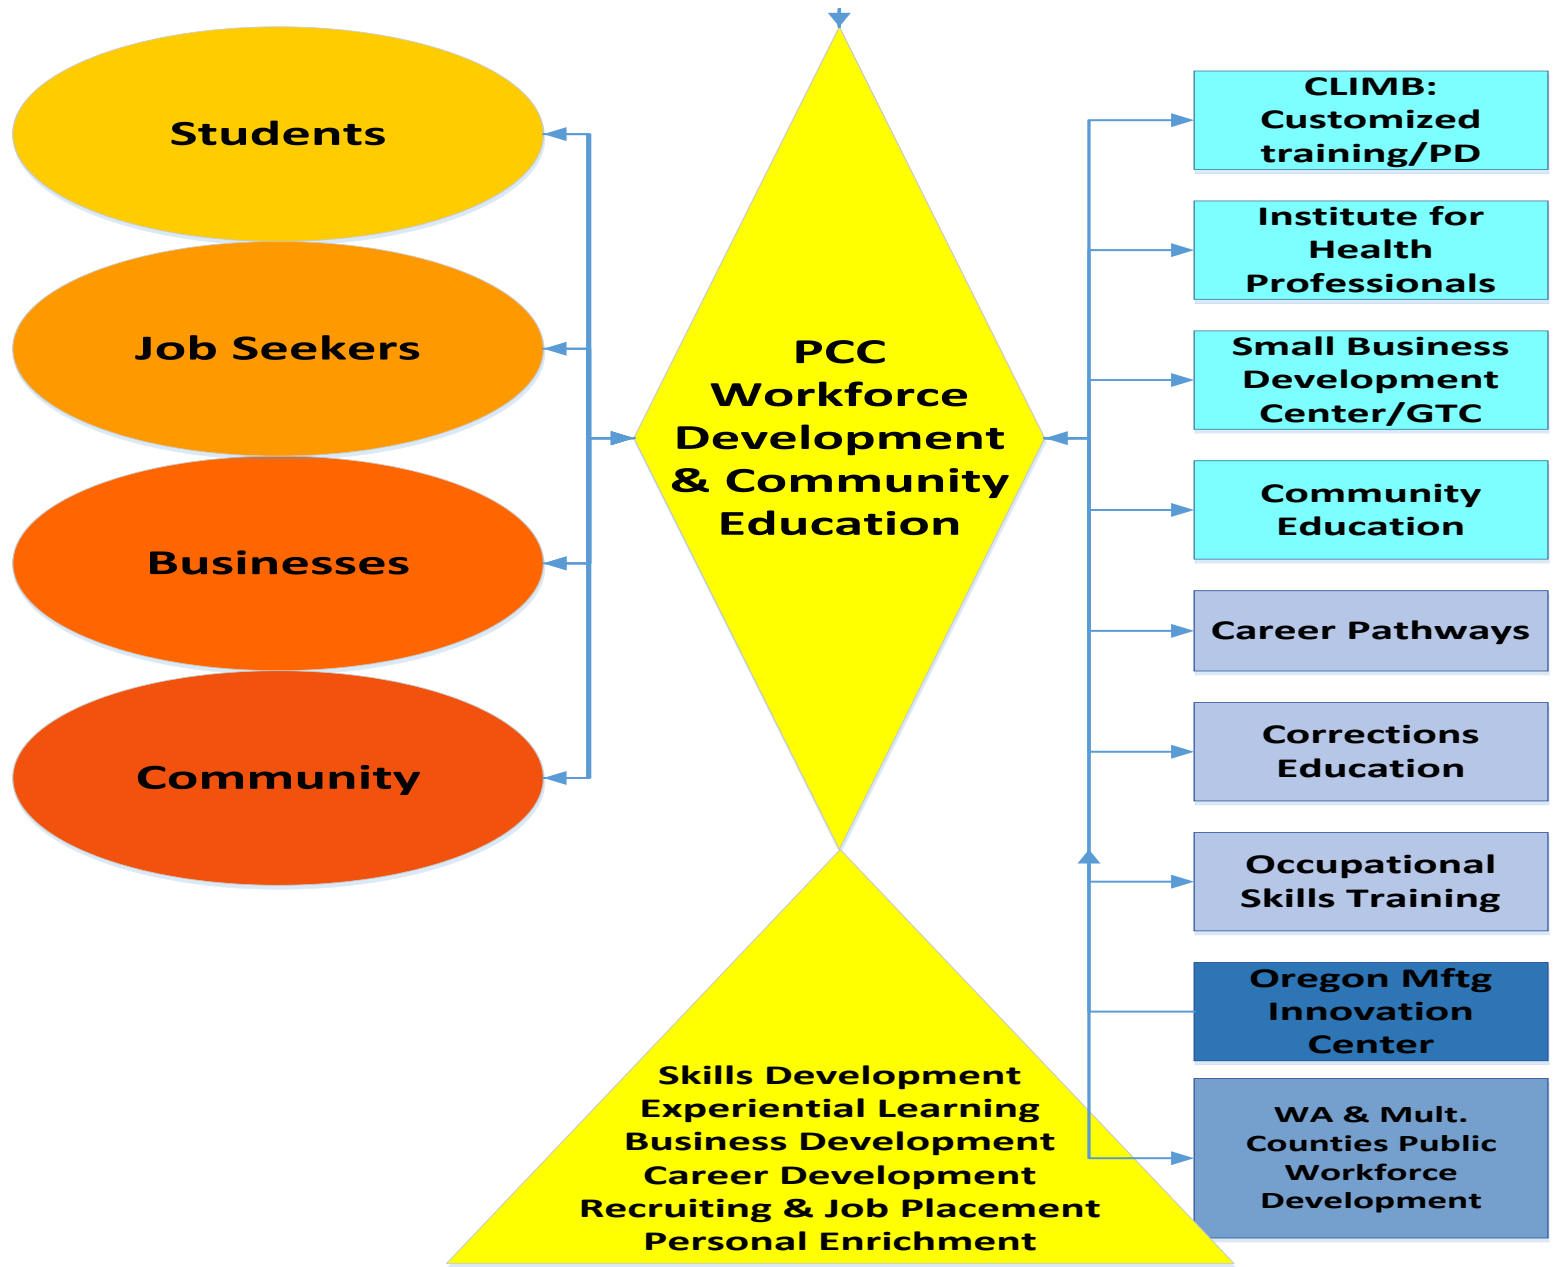 Students
Job Seekers
Businesses
Community
PCC
Workforce
Development
& Community
Education
Skills Development
Experiential Learning
Business Development
Career Development
Recruiting & Job Placement
Personal Enrichment
CLIMB:
Customized
training/PD
Institute for
Health
Professionals
Small Business
Development
Center/GTC
Community
Education
Career Pathways
Corrections
Education
Occupational
Skills Training
Oregon Mftg
Innovation
Center
WA & Mult.
Counties Public
Workforce
Development